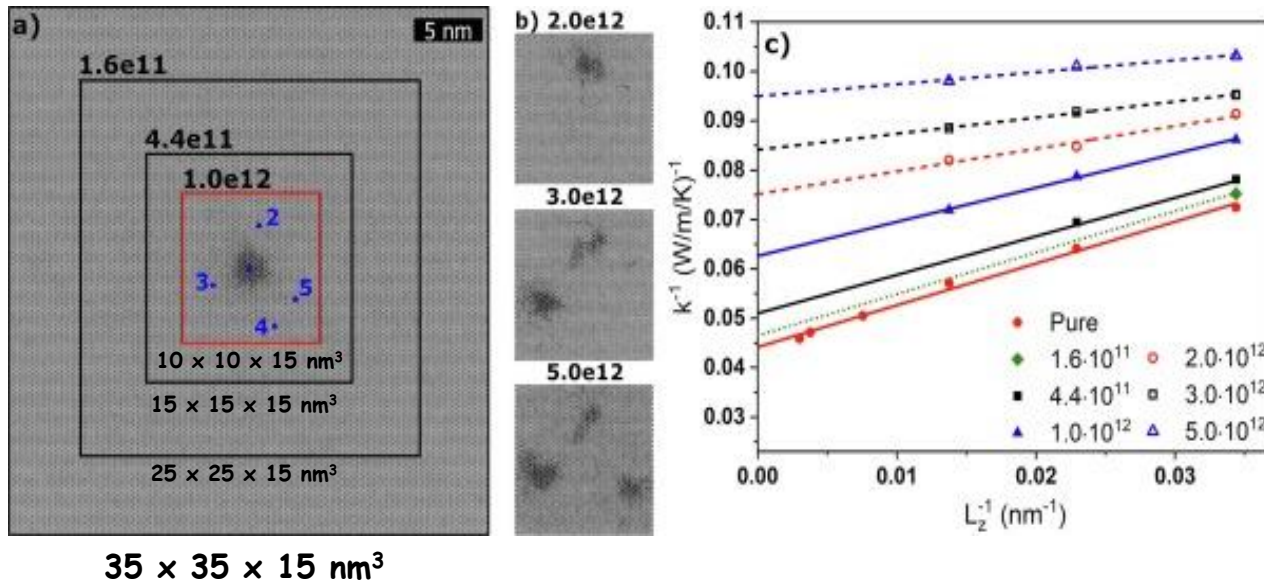 a)
5 nm
1.6e11
4.4e11
1.0e12
2
3
5
4
10 x 10 x 15 nm³
15 x 15 x 15 nm³
25 x 25 x 15 nm³
35 x 35 x 15 nm³
b) 2.0e12
3.0e12
5.0e12
c)
k⁻¹ (W/m/K)⁻¹
0.11
0.10
0.09
0.08
0.07
0.06
0.05
0.04
0.03
Pure
1.6·10¹¹
4.4·10¹¹
1.0·10¹²
2.0·10¹²
3.0·10¹²
5.0·10¹²
0.00 0.01 0.02 0.03
L_z⁻¹ (nm⁻¹)